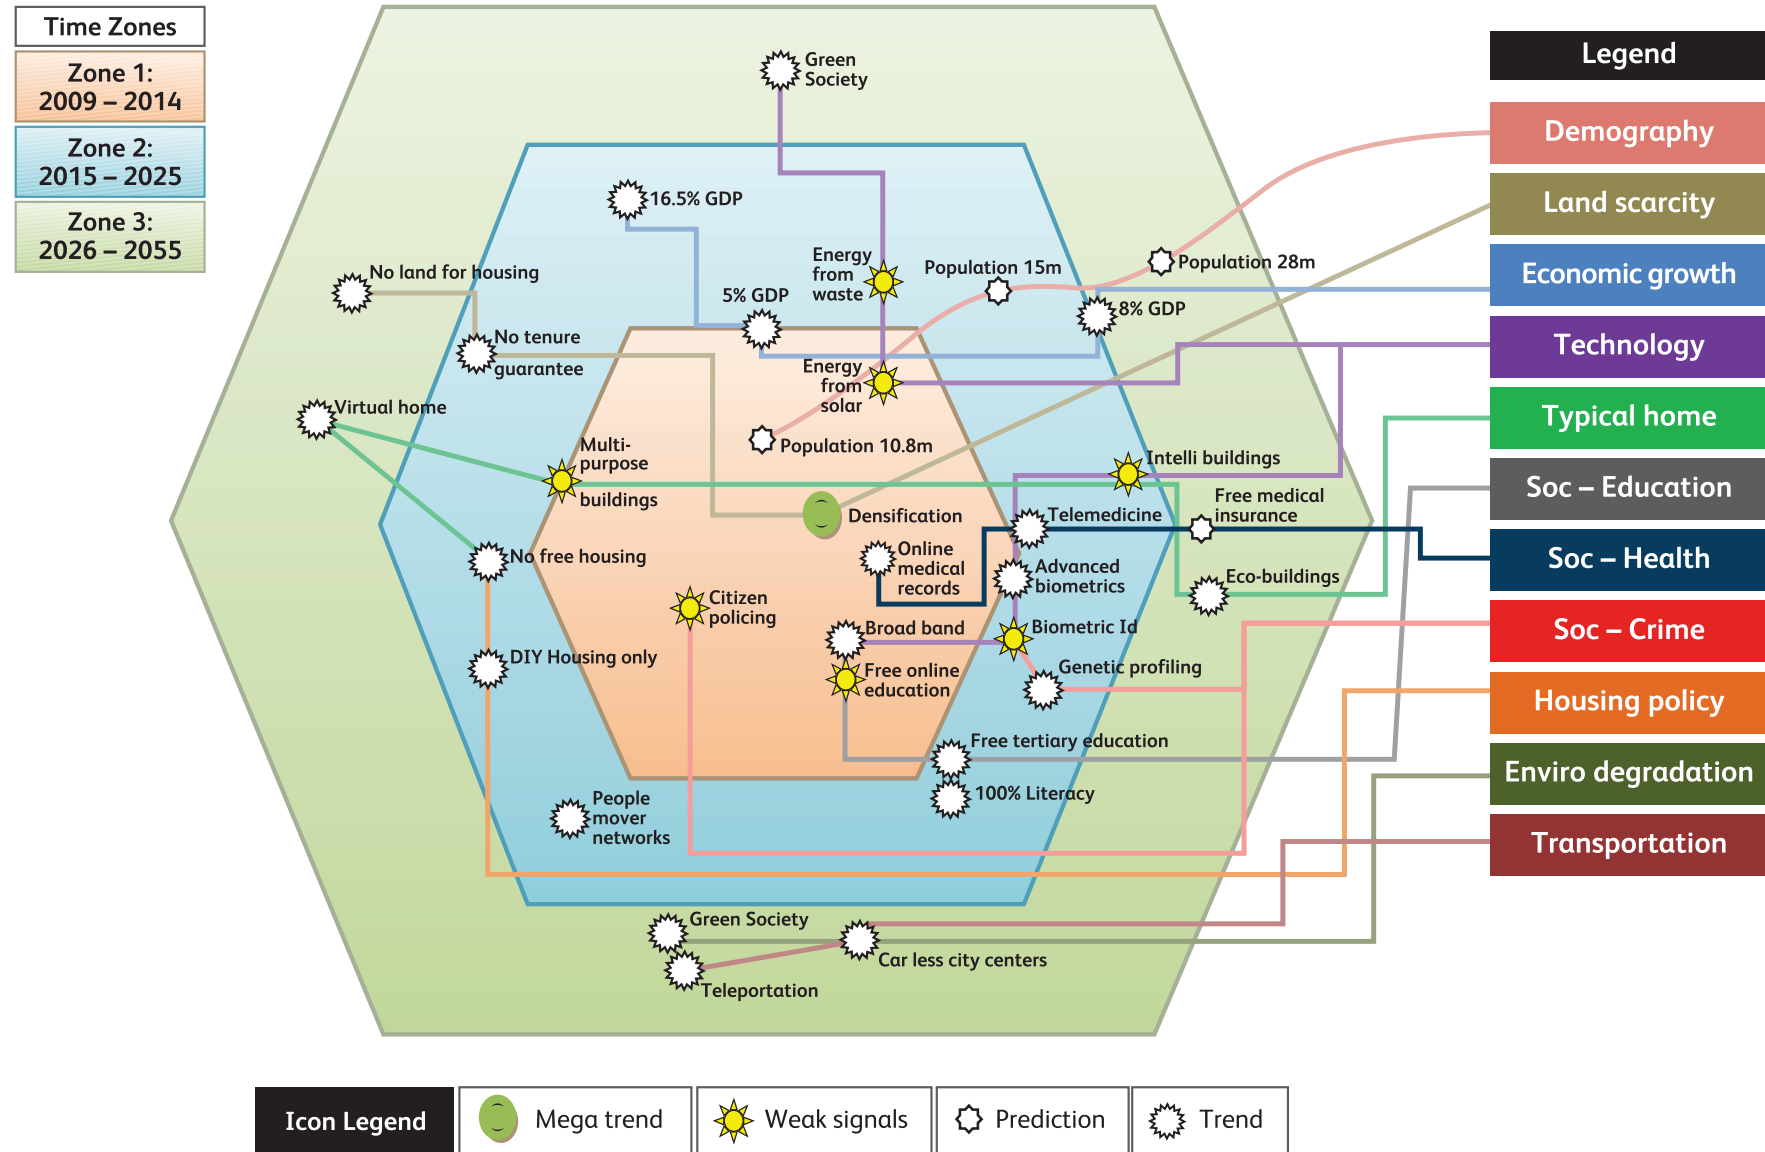 Time Zones
Zone 1:
2009 – 2014
Zone 2:
2015 – 2025
Zone 3:
2026 – 2055
Green
Society
16.5% GDP
No land for housing
Energy
from
waste
Population 15m
Population 28m
5% GDP
8% GDP
No tenure
guarantee
Energy
from
solar
Virtual home
Population 10.8m
Multi-
purpose
buildings
Intelli buildings
Free medical
insurance
Densification
Telemedicine
Online
medical
records
No free housing
Advanced
biometrics
Eco-buildings
Citizen
policing
Broad band
Biometric Id
DIY Housing only
Free online
education
Genetic profiling
Free tertiary education
100% Literacy
People
mover
networks
Green Society
Car less city centers
Teleportation
Legend
Demography
Land scarcity
Economic growth
Technology
Typical home
Soc – Education
Soc – Health
Soc – Crime
Housing policy
Enviro degradation
Transportation
Icon Legend
Mega trend
Weak signals
Prediction
Trend